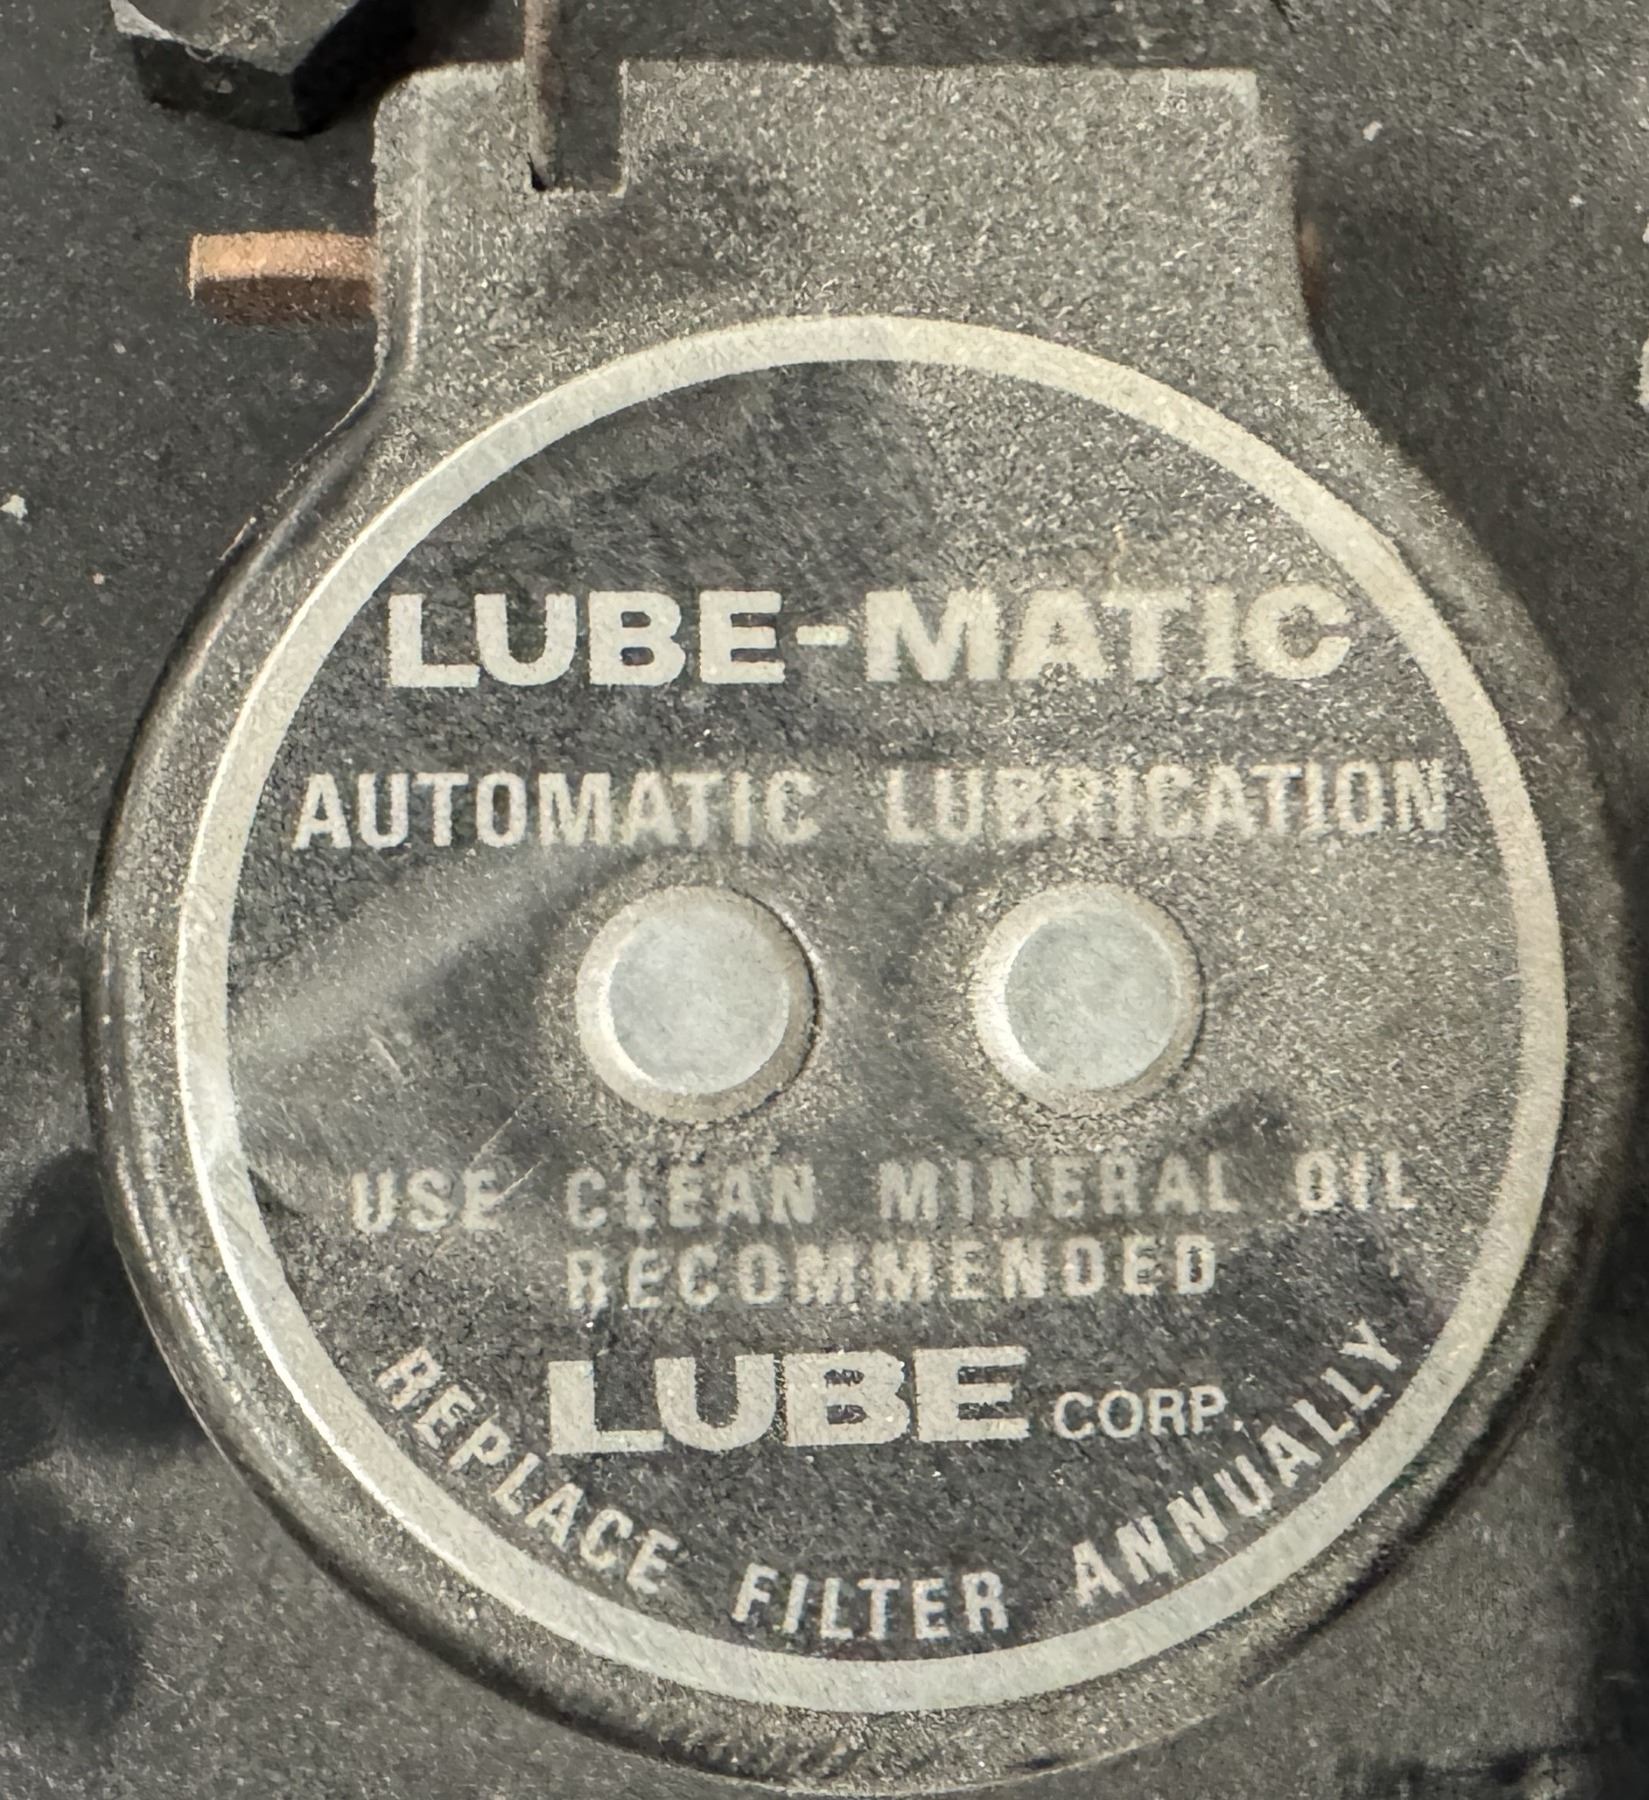 LUBE-MATIC
AUTOMATIC LUBRICATION
USE CLEAN MINERAL OIL
RECOMMENDED
LUBE CORP.
REPLACE FILTER ANNUALLY